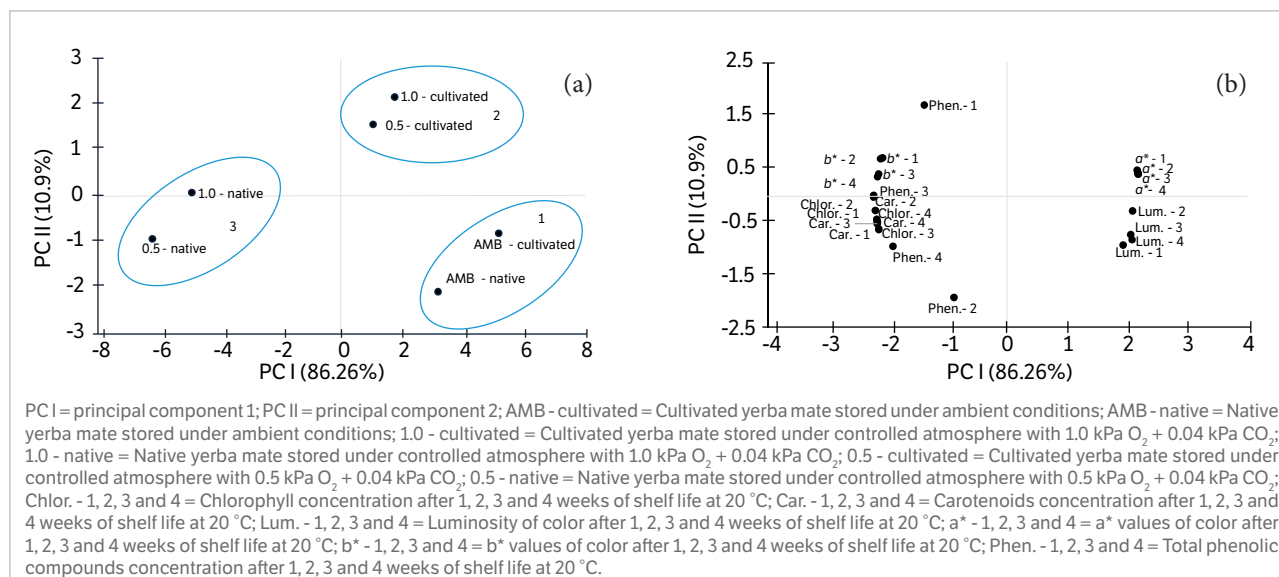 (a)
3
2
1
0
-1
-2
-3
PC II (10.9%)
1.0 - cultivated
0.5 - cultivated
2
1.0 - native
3
0.5 - native
1
AMB - cultivated
AMB - native
-8 -6 -4 -2 0 2 4 6 8
PC I (86.26%)
(b)
2.5
1.5
0.5
-0.5
-1.5
-2.5
PC II (10.9%)
Phen.- 1
b* - 2 b* - 1
b* - 3
b* - 4
Phen.- 3
Chlor. - 2 Car. - 2
Chlor. - 1 Chlor. - 4
Car. - 3 Car. - 4
Car. - 1 Chlor. - 3
Phen.- 4
Phen.- 2
a* - 1
a* - 2
a* - 3
a* - 4
Lum. - 2
Lum. - 3
Lum. - 4
Lum. - 1
-4 -3 -2 -1 0 1 2 3 4
PC I (86.26%)
PC I = principal component 1; PC II = principal component 2; AMB - cultivated = Cultivated yerba mate stored under ambient conditions; AMB - native = Native
yerba mate stored under ambient conditions; 1.0 - cultivated = Cultivated yerba mate stored under controlled atmosphere with 1.0 kPa O₂ + 0.04 kPa CO₂;
1.0 - native = Native yerba mate stored under controlled atmosphere with 1.0 kPa O₂ + 0.04 kPa CO₂; 0.5 - cultivated = Cultivated yerba mate stored under
controlled atmosphere with 0.5 kPa O₂ + 0.04 kPa CO₂; 0.5 - native = Native yerba mate stored under controlled atmosphere with 0.5 kPa O₂ + 0.04 kPa CO₂;
Chlor. - 1, 2, 3 and 4 = Chlorophyll concentration after 1, 2, 3 and 4 weeks of shelf life at 20 °C; Car. - 1, 2, 3 and 4 = Carotenoids concentration after 1, 2, 3 and
4 weeks of shelf life at 20 °C; Lum. - 1, 2, 3 and 4 = Luminosity of color after 1, 2, 3 and 4 weeks of shelf life at 20 °C; a* - 1, 2, 3 and 4 = a* values of color after
1, 2, 3 and 4 weeks of shelf life at 20 °C; b* - 1, 2, 3 and 4 = b* values of color after 1, 2, 3 and 4 weeks of shelf life at 20 °C; Phen. - 1, 2, 3 and 4 = Total phenolic
compounds concentration after 1, 2, 3 and 4 weeks of shelf life at 20 °C.